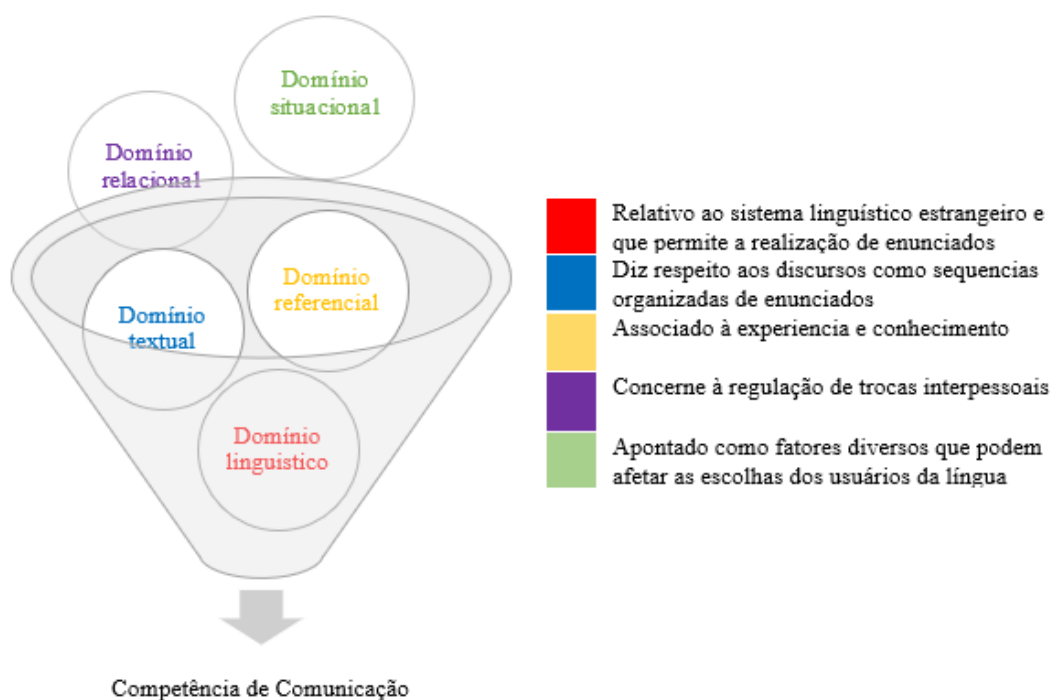 Domínio
situacional
Domínio
relacional
Domínio
referencial
Domínio
textual
Domínio
linguistico
Competência de Comunicação
Relativo ao sistema linguístico estrangeiro e
que permite a realização de enunciados
Diz respeito aos discursos como sequencias
organizadas de enunciados
Associado à experiencia e conhecimento
Concerne à regulação de trocas interpessoais
Apontado como fatores diversos que podem
afetar as escolhas dos usuários da língua